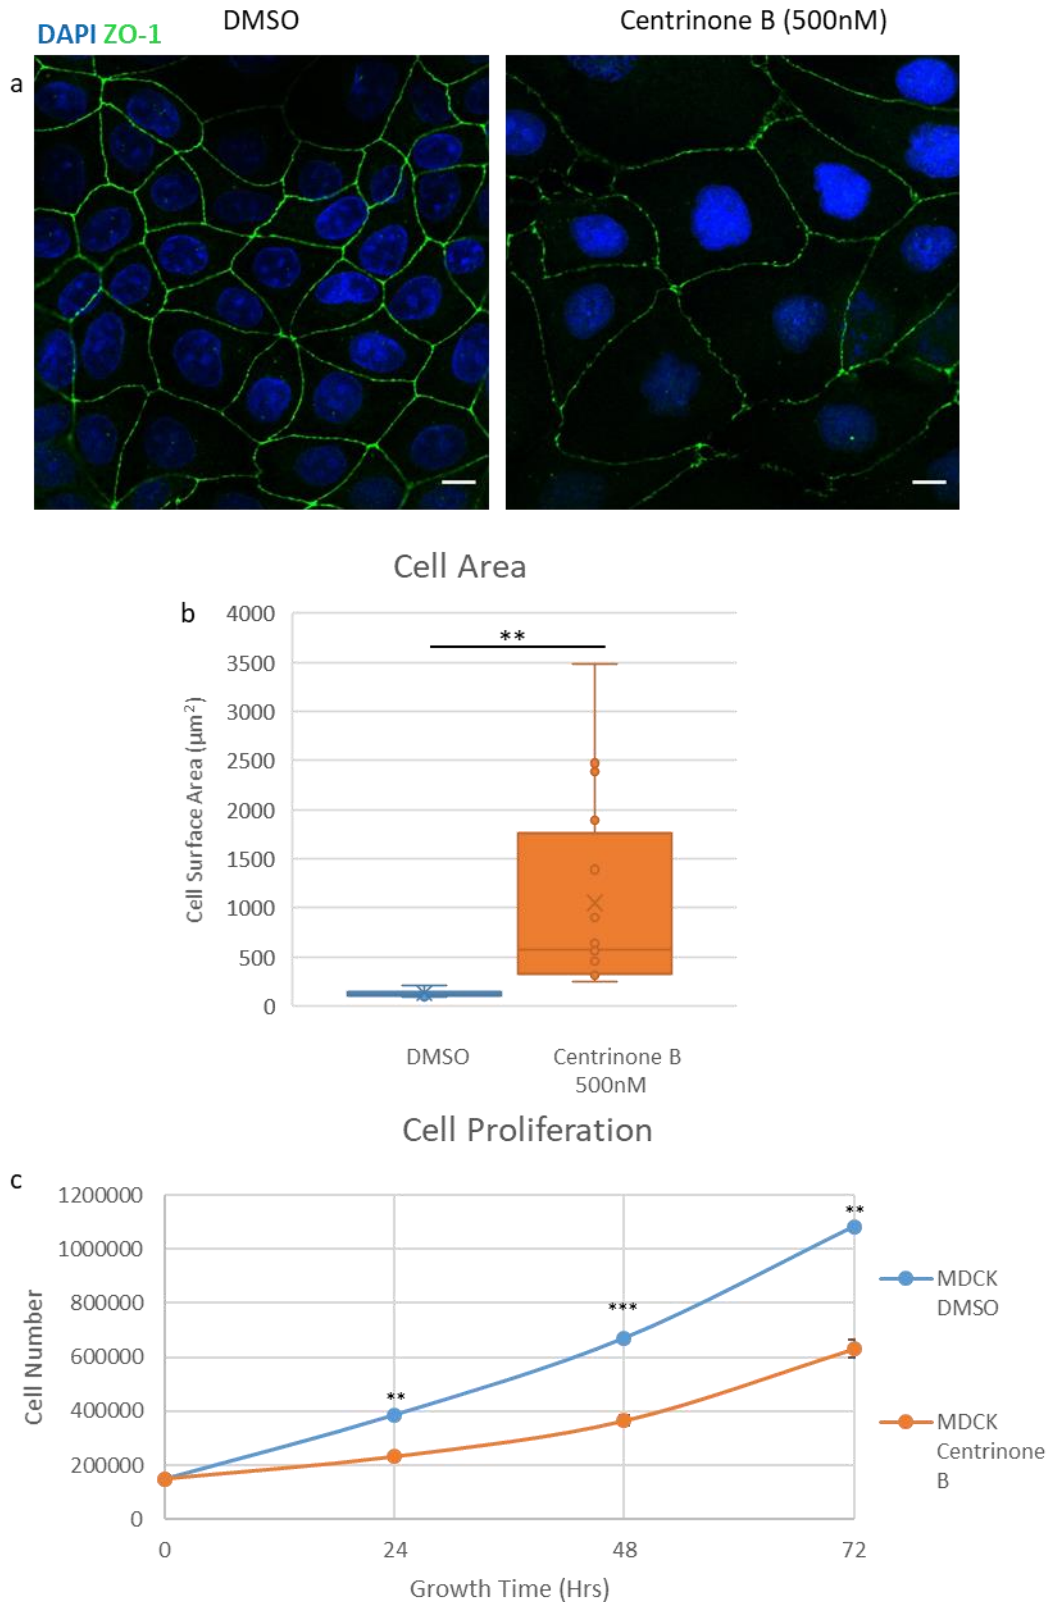 DMSO
Centrinone B (500nM)
DAPI ZO-1
a
Cell Area
b
4000
3500
3000
2500
2000
1500
1000
500
0
Cell Surface Area (µm²)
**
DMSO
Centrinone B
500nM
Cell Proliferation
c
1200000
1000000
800000
600000
400000
200000
0
Cell Number
**
***
**
0
24
48
72
Growth Time (Hrs)
MDCK
DMSO
MDCK
Centrinone
B